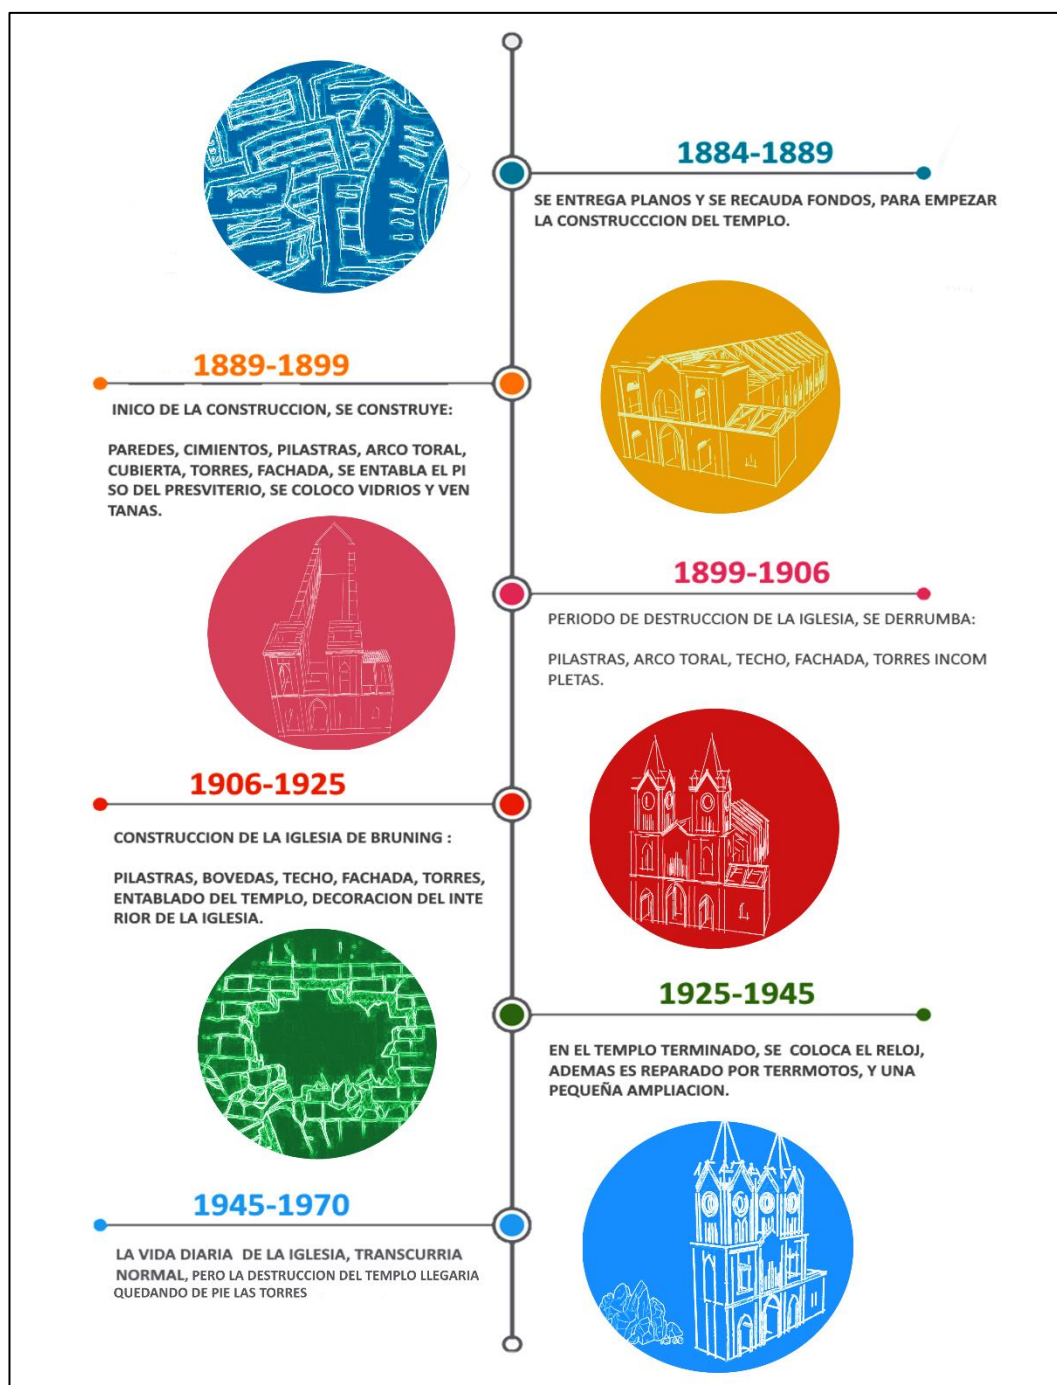 1884-1889
SE ENTREGA PLANOS Y SE RECAUDA FONDOS, PARA EMPEZAR
LA CONSTRUCCCION DEL TEMPLO.
1889-1899
INICO DE LA CONSTRUCCION, SE CONSTRUYE:
PAREDES, CIMIENTOS, PILASTRAS, ARCO TORAL,
CUBIERTA, TORRES, FACHADA, SE ENTABLA EL PI
SO DEL PRESVITERIO, SE COLOCO VIDRIOS Y VEN
TANAS.
1899-1906
PERIODO DE DESTRUCCION DE LA IGLESIA, SE DERRUMBA:
PILASTRAS, ARCO TORAL, TECHO, FACHADA, TORRES INCOM
PLETAS.
1906-1925
CONSTRUCCION DE LA IGLESIA DE BRUNING :
PILASTRAS, BOVEDAS, TECHO, FACHADA, TORRES,
ENTABLADO DEL TEMPLO, DECORACION DEL INTE
RIOR DE LA IGLESIA.
1925-1945
EN EL TEMPLO TERMINADO, SE COLOCA EL RELOJ,
ADEMAS ES REPARADO POR TERRMOTOS, Y UNA
PEQUEÑA AMPLIACION.
1945-1970
LA VIDA DIARIA DE LA IGLESIA, TRANSCURRIA
NORMAL, PERO LA DESTRUCCION DEL TEMPLO LLEGARIA
QUEDANDO DE PIE LAS TORRES